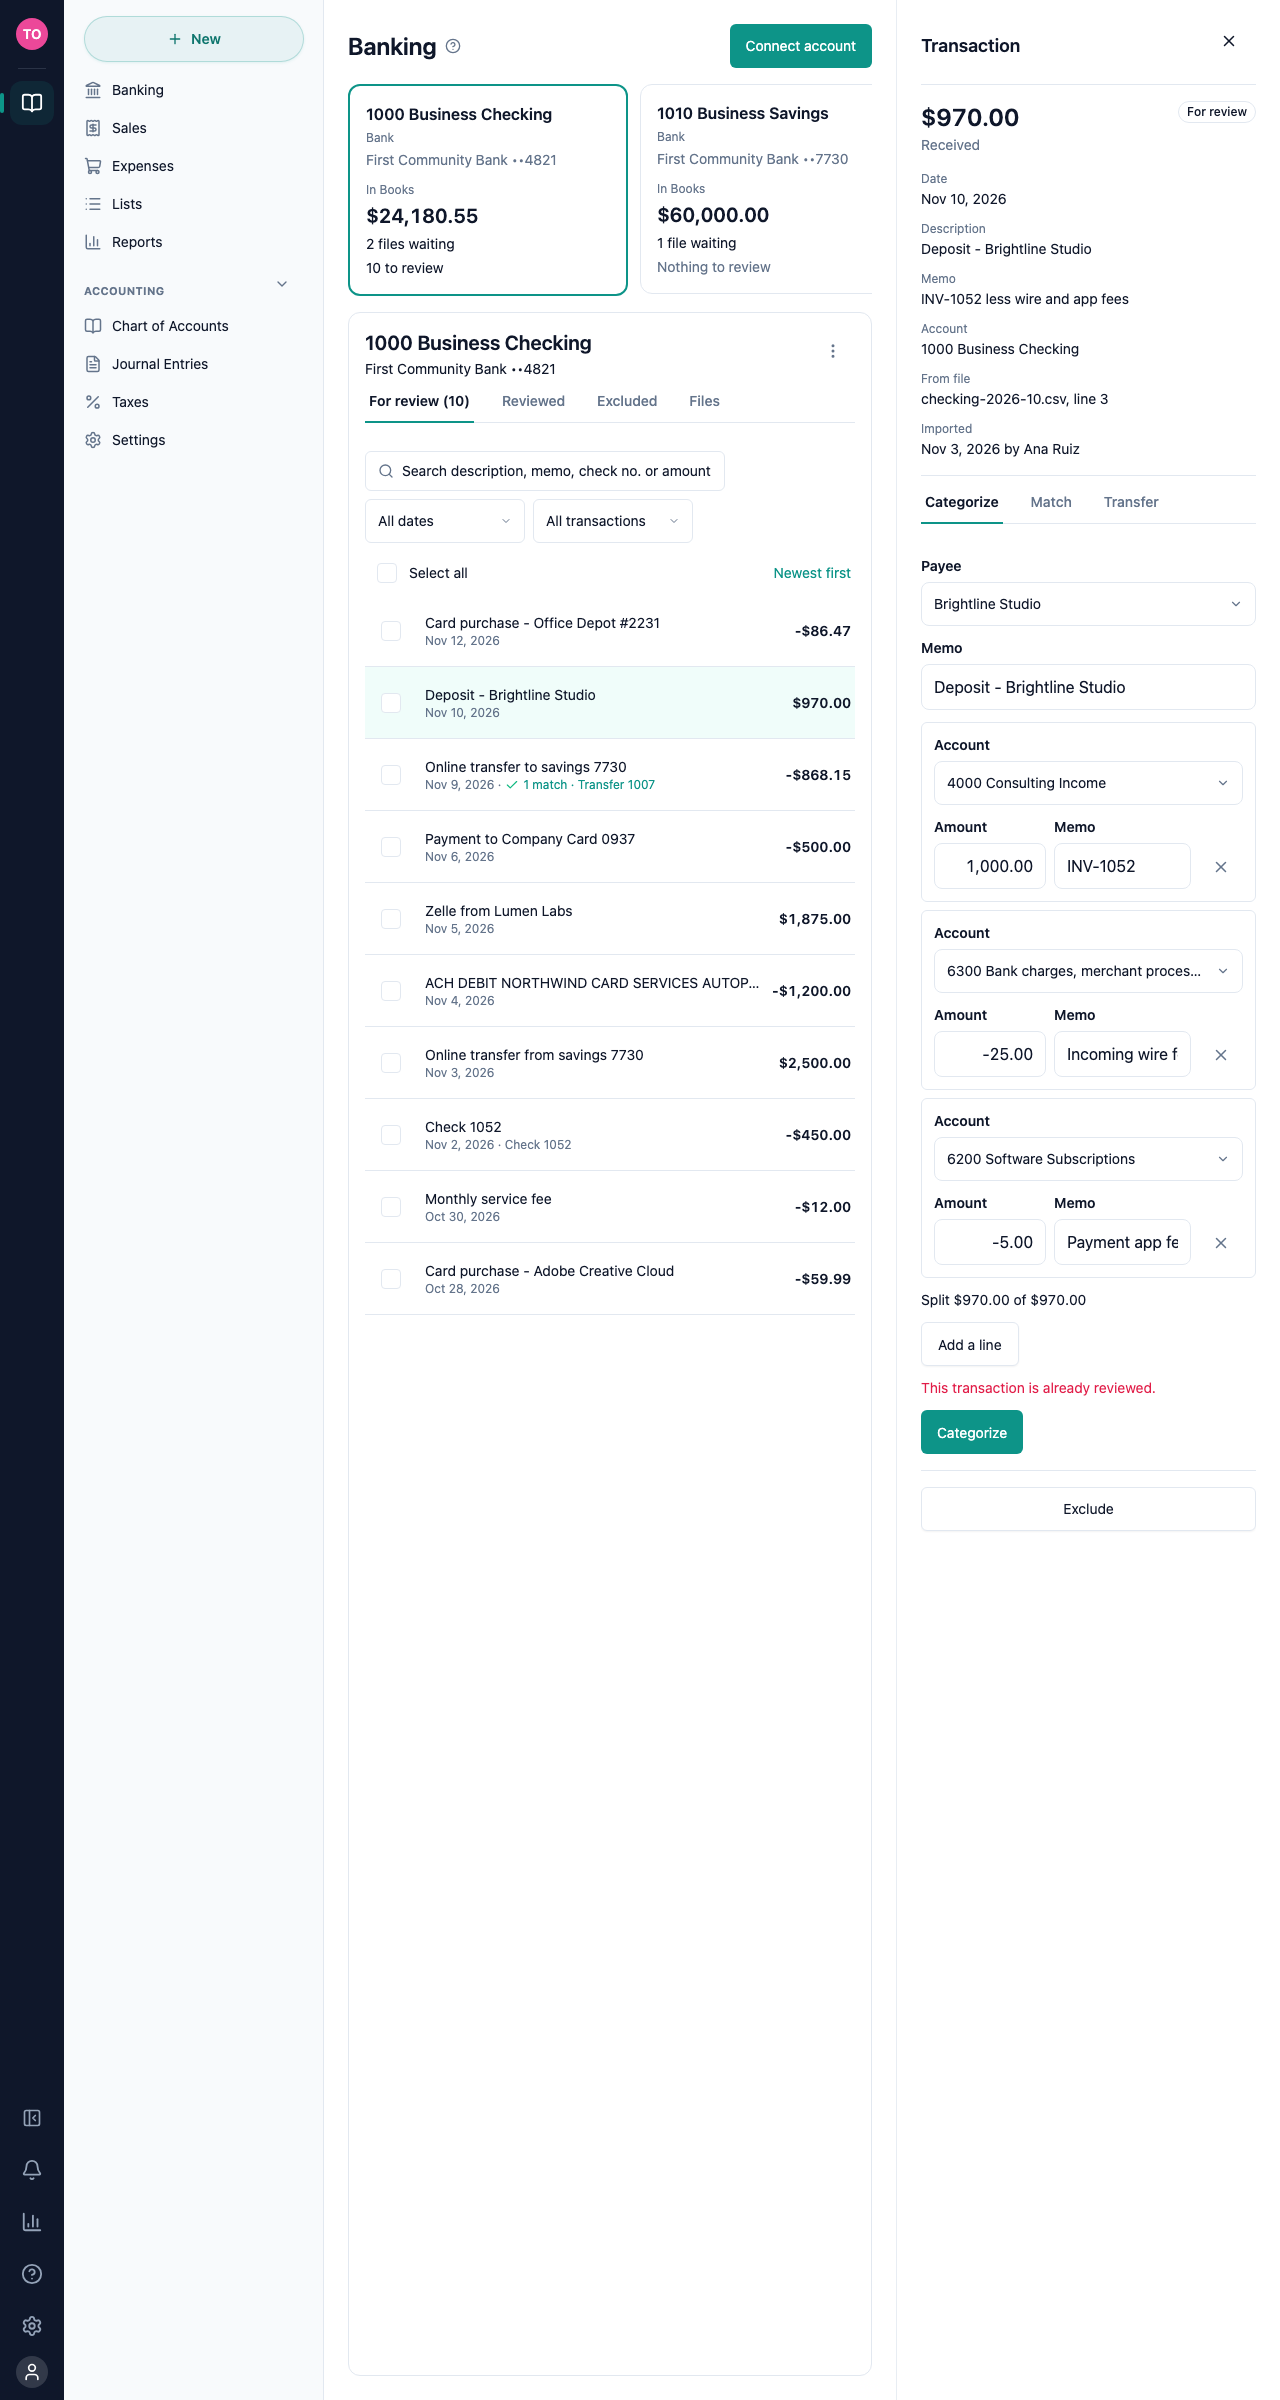 TO
New
Banking
Sales
Expenses
Lists
Reports
ACCOUNTING
Chart of Accounts
Journal Entries
Taxes
Settings
Banking
Connect account
1000 Business Checking
Bank
First Community Bank ••4821
In Books
$24,180.55
2 files waiting
10 to review
1010 Business Savings
Bank
First Community Bank ••7730
In Books
$60,000.00
1 file waiting
Nothing to review
1000 Business Checking
First Community Bank ••4821
For review (10) Reviewed Excluded Files
Search description, memo, check no. or amount
All dates All transactions
Select all Newest first
Card purchase - Office Depot #2231
Nov 12, 2026
-$86.47
Deposit - Brightline Studio
Nov 10, 2026
$970.00
Online transfer to savings 7730
Nov 9, 2026 · 1 match · Transfer 1007
-$868.15
Payment to Company Card 0937
Nov 6, 2026
-$500.00
Zelle from Lumen Labs
Nov 5, 2026
$1,875.00
ACH DEBIT NORTHWIND CARD SERVICES AUTOP...
Nov 4, 2026
-$1,200.00
Online transfer from savings 7730
Nov 3, 2026
$2,500.00
Check 1052
Nov 2, 2026 · Check 1052
-$450.00
Monthly service fee
Oct 30, 2026
-$12.00
Card purchase - Adobe Creative Cloud
Oct 28, 2026
-$59.99
Transaction
$970.00
For review
Received
Date
Nov 10, 2026
Description
Deposit - Brightline Studio
Memo
INV-1052 less wire and app fees
Account
1000 Business Checking
From file
checking-2026-10.csv, line 3
Imported
Nov 3, 2026 by Ana Ruiz
Categorize Match Transfer
Payee
Brightline Studio
Memo
Deposit - Brightline Studio
Account
4000 Consulting Income
Amount Memo
1,000.00 INV-1052
Account
6300 Bank charges, merchant proces...
Amount Memo
-25.00 Incoming wire f
Account
6200 Software Subscriptions
Amount Memo
-5.00 Payment app fe
Split $970.00 of $970.00
Add a line
This transaction is already reviewed.
Categorize
Exclude